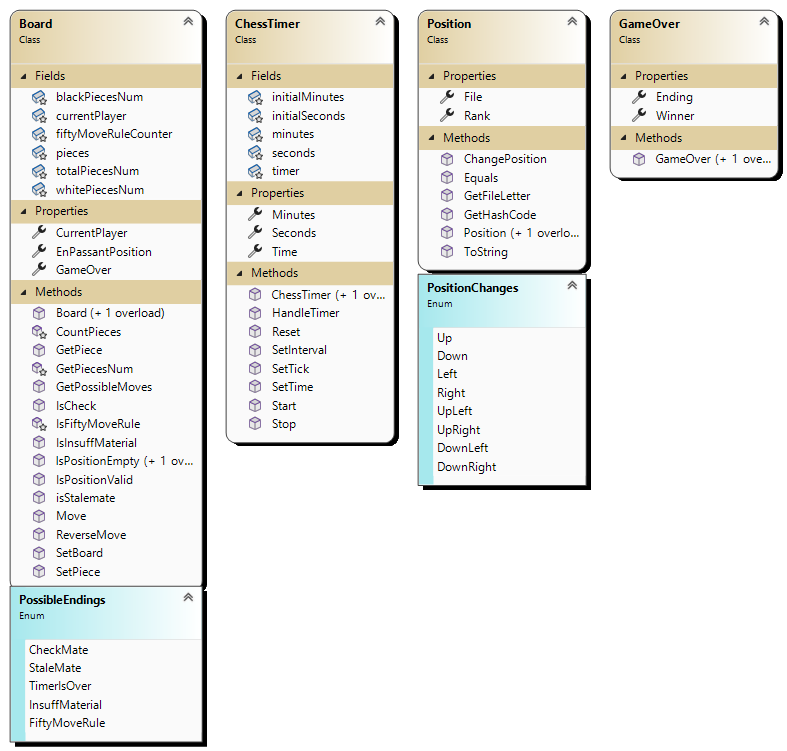 Board
Class
Fields
blackPiecesNum
currentPlayer
fiftyMoveRuleCounter
pieces
totalPiecesNum
whitePiecesNum
Properties
CurrentPlayer
EnPassantPosition
GameOver
Methods
Board (+ 1 overload)
CountPieces
GetPiece
GetPiecesNum
GetPossibleMoves
IsCheck
IsFiftyMoveRule
IsInsuffMaterial
IsPositionEmpty (+ 1 ov...
IsPositionValid
isStalemate
Move
ReverseMove
SetBoard
SetPiece
PossibleEndings
Enum
CheckMate
StaleMate
TimerIsOver
InsuffMaterial
FiftyMoveRule
ChessTimer
Class
Fields
initialMinutes
initialSeconds
minutes
seconds
timer
Properties
Minutes
Seconds
Time
Methods
ChessTimer (+ 1 ov...
HandleTimer
Reset
SetInterval
SetTick
SetTime
Start
Stop
Position
Class
Properties
File
Rank
Methods
ChangePosition
Equals
GetFileLetter
GetHashCode
Position (+ 1 overlo...
ToString
PositionChanges
Enum
Up
Down
Left
Right
UpLeft
UpRight
DownLeft
DownRight
GameOver
Class
Properties
Ending
Winner
Methods
GameOver (+ 1 ove...